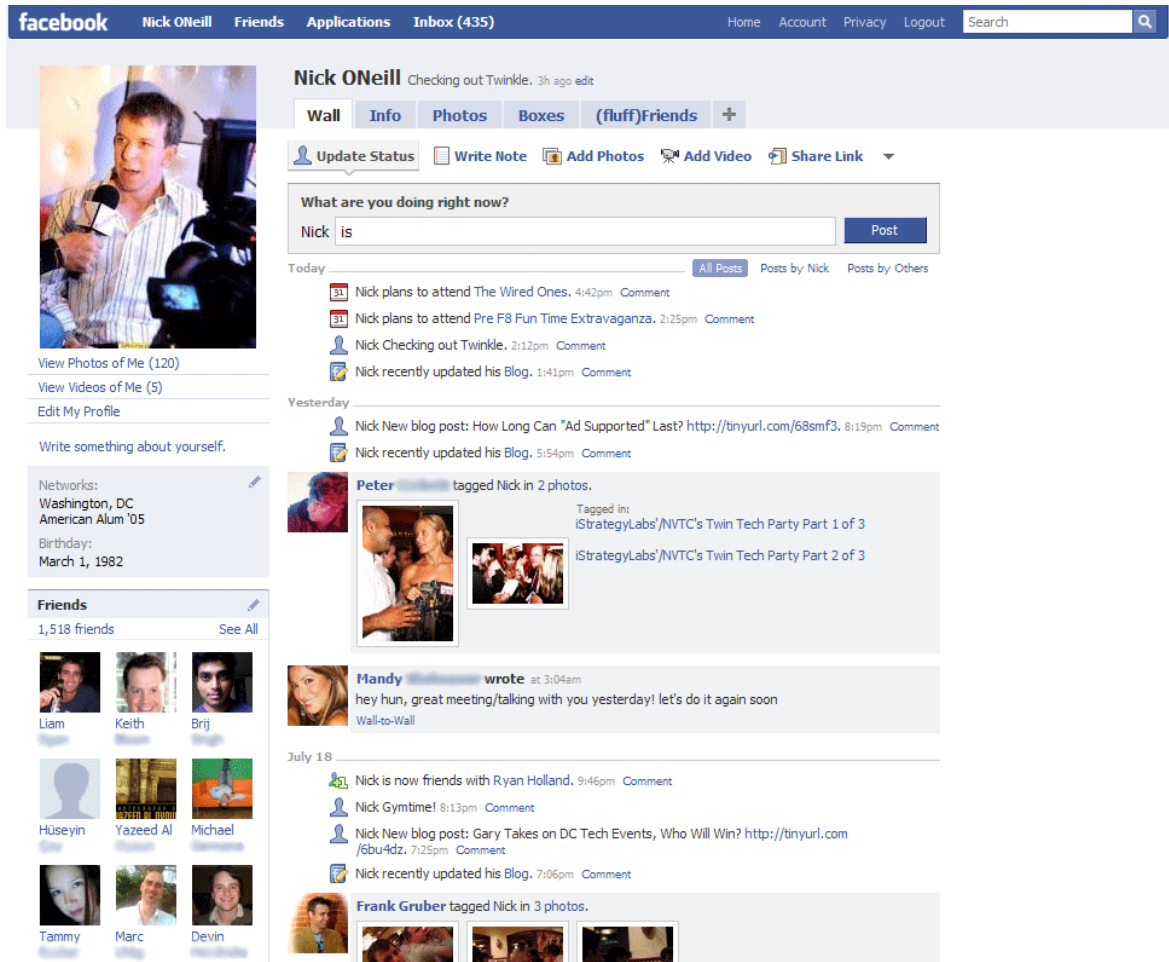 facebook Nick ONeill Friends Applications Inbox (435) Home Account Privacy Logout Search
Nick ONeill Checking out Twinkle. 3h ago edit
Wall Info Photos Boxes (fluff)Friends +
Update Status Write Note Add Photos Add Video Share Link
What are you doing right now?
Nick is Post
Today All Posts Posts by Nick Posts by Others
31 Nick plans to attend The Wired Ones. 4:42pm Comment
31 Nick plans to attend Pre F8 Fun Time Extravaganza. 2:25pm Comment
Nick Checking out Twinkle. 2:12pm Comment
Nick recently updated his Blog. 1:41pm Comment
Yesterday
Nick New blog post: How Long Can "Ad Supported" Last? http://tinyurl.com/68smf3. 8:19pm Comment
Nick recently updated his Blog. 5:54pm Comment
Peter tagged Nick in 2 photos.
Tagged in:
iStrategyLabs'/NVTC's Twin Tech Party Part 1 of 3
iStrategyLabs'/NVTC's Twin Tech Party Part 2 of 3
Mandy wrote at 3:04am
hey hun, great meeting/talking with you yesterday! let's do it again soon
Wall-to-Wall
July 18
Nick is now friends with Ryan Holland. 9:46pm Comment
Nick Gymtime! 8:13pm Comment
Nick New blog post: Gary Takes on DC Tech Events, Who Will Win? http://tinyurl.com
/6bu4dz. 7:25pm Comment
Nick recently updated his Blog. 7:06pm Comment
Frank Gruber tagged Nick in 3 photos.
View Photos of Me (120)
View Videos of Me (5)
Edit My Profile
Write something about yourself.
Networks:
Washington, DC
American Alum '05
Birthday:
March 1, 1982
Friends
1,518 friends See All
Liam Keith Brij
Hüseyin Yazeed Al Michael
Tammy Marc Devin